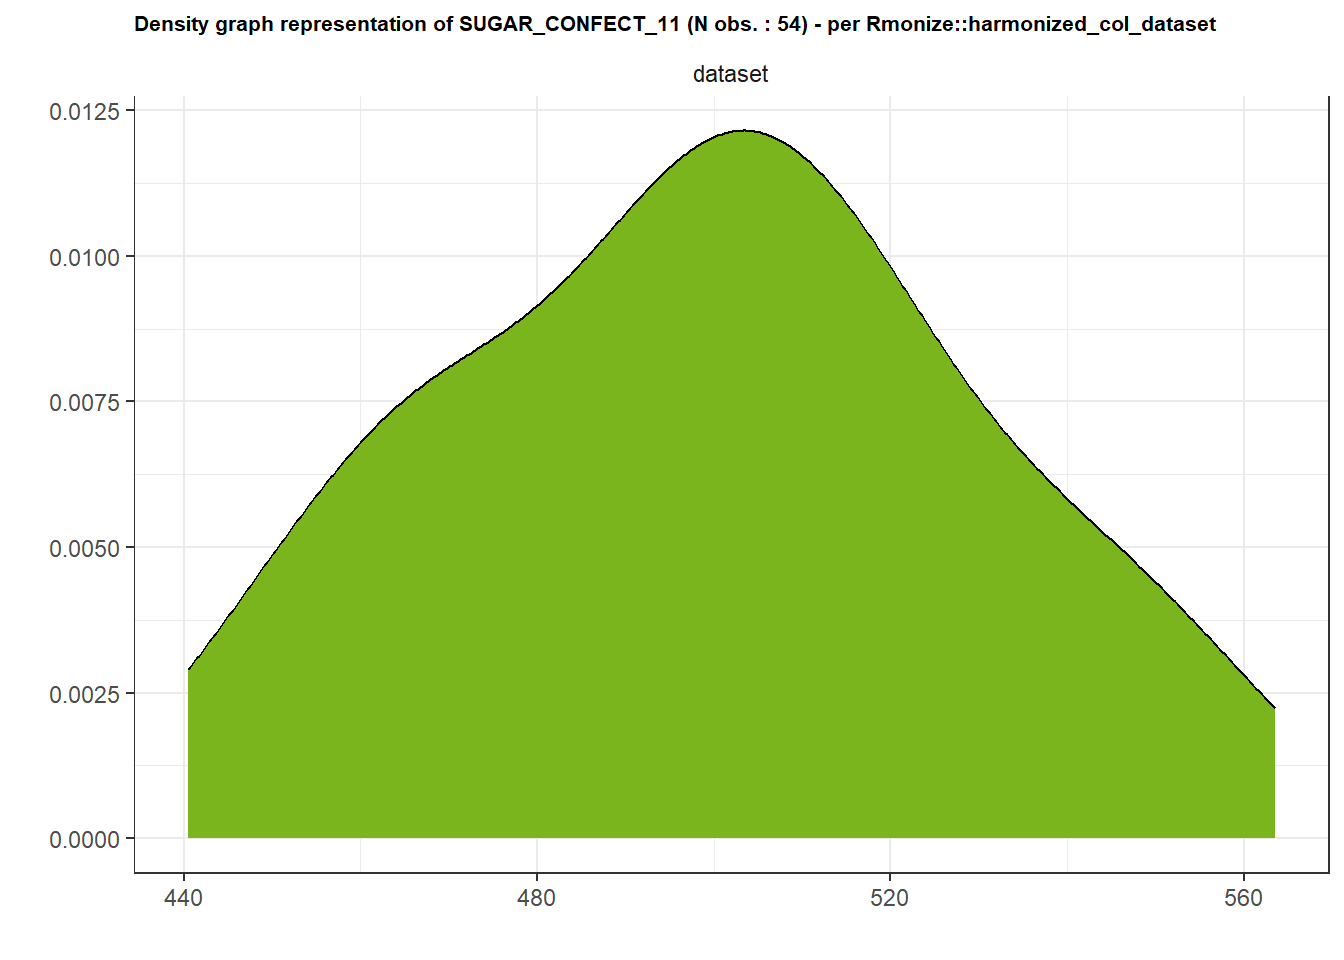 Density graph representation of SUGAR_CONFECT_11 (N obs. : 54) - per Rmonize::harmonized_col_dataset
dataset
0.0125
0.0100
0.0075
0.0050
0.0025
0.0000
440 480 520 560